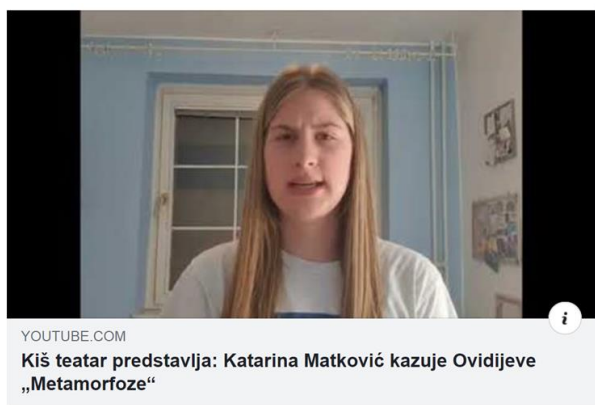 YOUTUBE.COM
Kiš teatar predstavlja: Katarina Matković kazuje Ovidijeve
„Metamorfoze“